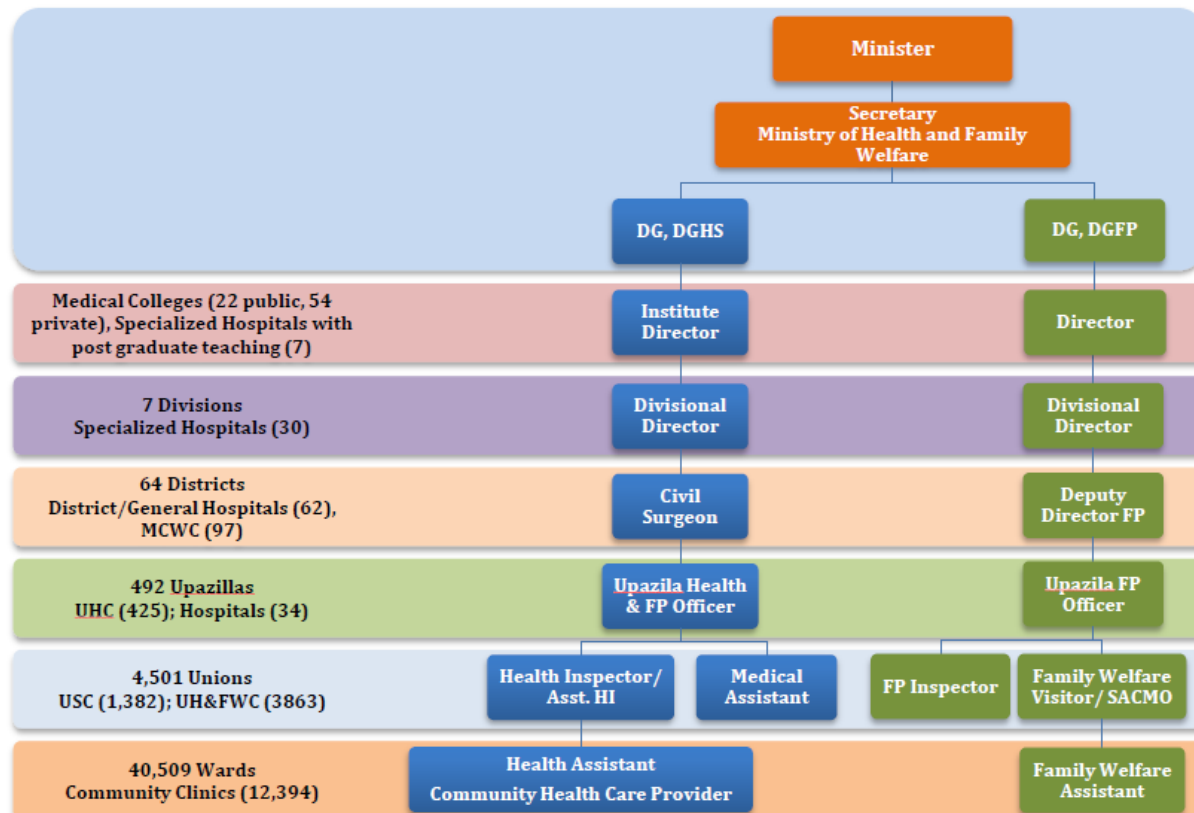 Minister
Secretary
Ministry of Health and Family
Welfare
DG, DGHS
DG, DGFP
Medical Colleges (22 public, 54
private), Specialized Hospitals with
post graduate teaching (7)
Institute
Director
Director
7 Divisions
Specialized Hospitals (30)
Divisional
Director
Divisional
Director
64 Districts
District/General Hospitals (62),
MCWC (97)
Civil
Surgeon
Deputy
Director FP
492 Upazillas
UHC (425); Hospitals (34)
Upazila Health
& FP Officer
Upazila FP
Officer
4,501 Unions
USC (1,382); UH&FWC (3863)
Health Inspector/
Asst. HI
Medical
Assistant
FP Inspector
Family Welfare
Visitor/ SACMO
40,509 Wards
Community Clinics (12,394)
Health Assistant
Community Health Care Provider
Family Welfare
Assistant